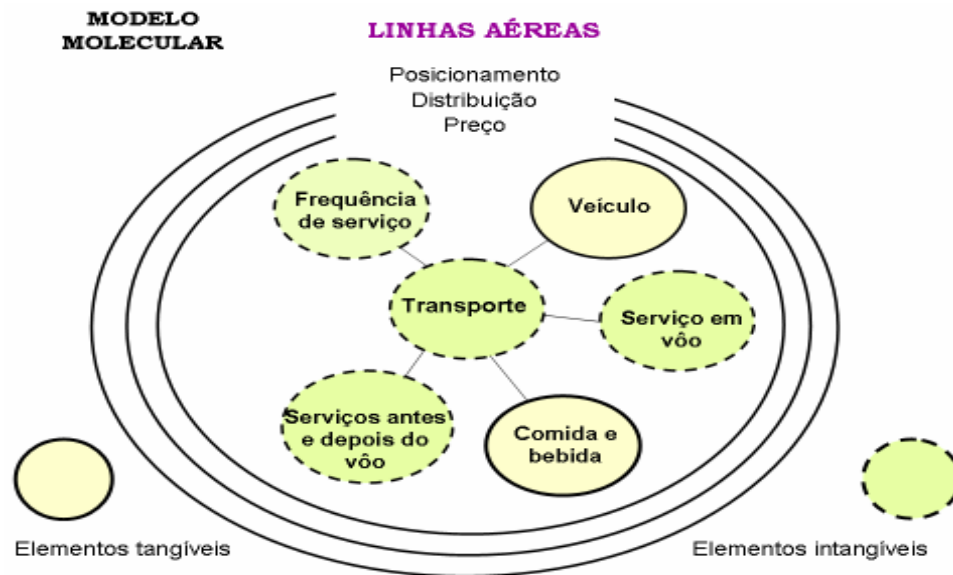 MODELO
MOLECULAR
LINHAS AÉREAS
Posicionamento
Distribuição
Preço
Frequência
de serviço
Veículo
Transporte
Serviço em
vôo
Serviços antes
e depois do
vôo
Comida e
bebida
Elementos tangíveis
Elementos intangíveis